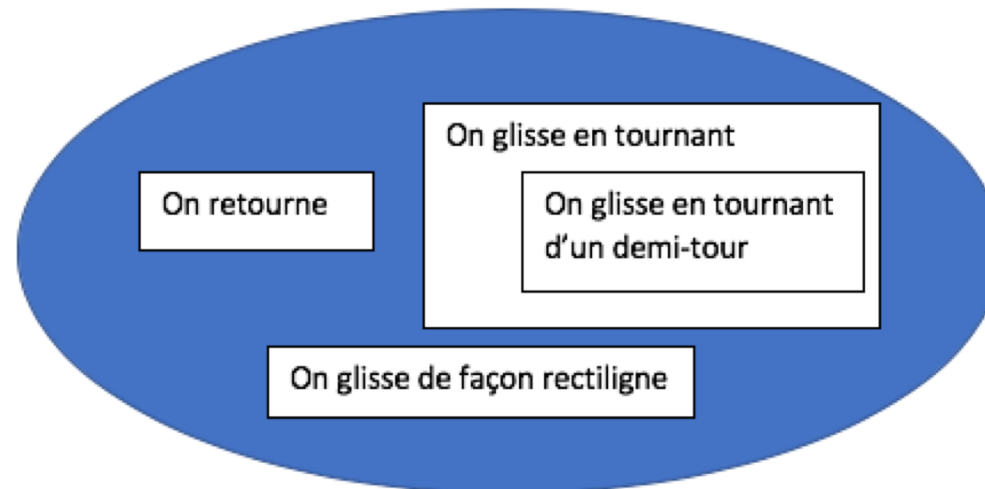 On glisse en tournant
On retourne
On glisse en tournant
d'un demi-tour
On glisse de façon rectiligne